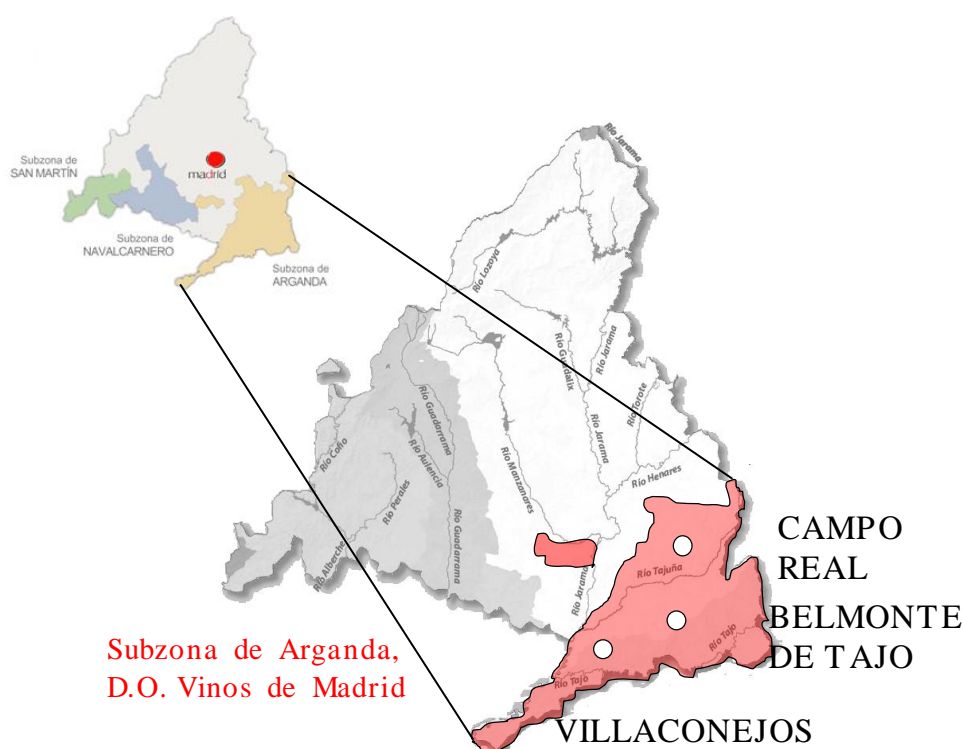 Subzona de
SAN MARTÍN
madrid
Subzona de
NAVALCARNERO
Subzona de
ARGANDA
Río Jarama
Río Lozoya
Río Guadalix
Río Jarama
Río Torote
Río Guadarrama
Río Cofio
Río Aulencia
Río Jarama
Río Manzanares
Río Henares
Río Perales
Río Guadarrama
Río Alberche
Río Jarama
Río Tajuña
Río Tajo
Río Tajo
CAMPO
REAL
BELMONTE
DE TAJO
VILLACONEJOS
Subzona de Arganda,
D.O. Vinos de Madrid